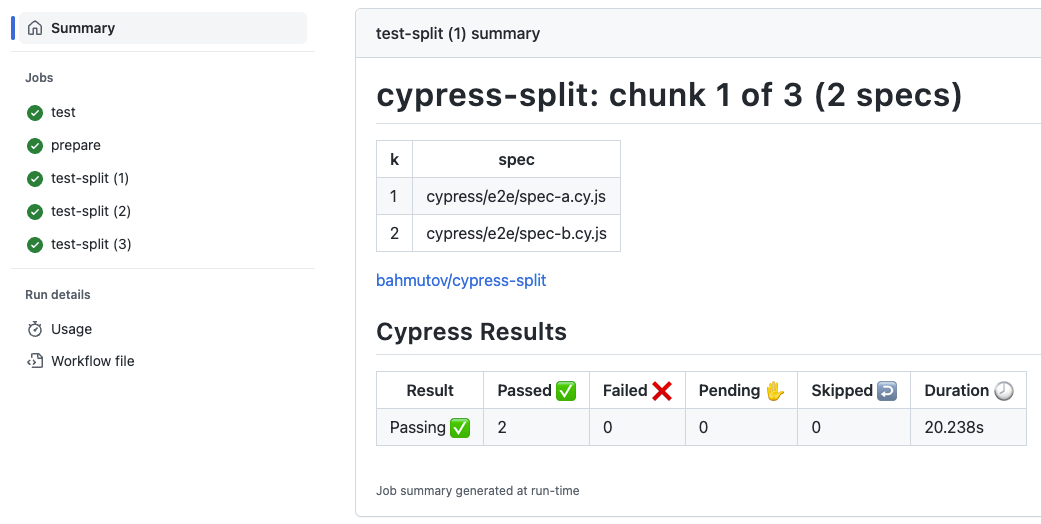 Summary
Jobs
test
prepare
test-split (1)
test-split (2)
test-split (3)
Run details
Usage
Workflow file
test-split (1) summary
cypress-split: chunk 1 of 3 (2 specs)
k spec
1 cypress/e2e/spec-a.cy.js
2 cypress/e2e/spec-b.cy.js
bahmutov/cypress-split
Cypress Results
Result Passed ✅ Failed ❌ Pending ✋ Skipped ↩️ Duration 🕗
Passing ✅ 2 0 0 0 20.238s
Job summary generated at run-time